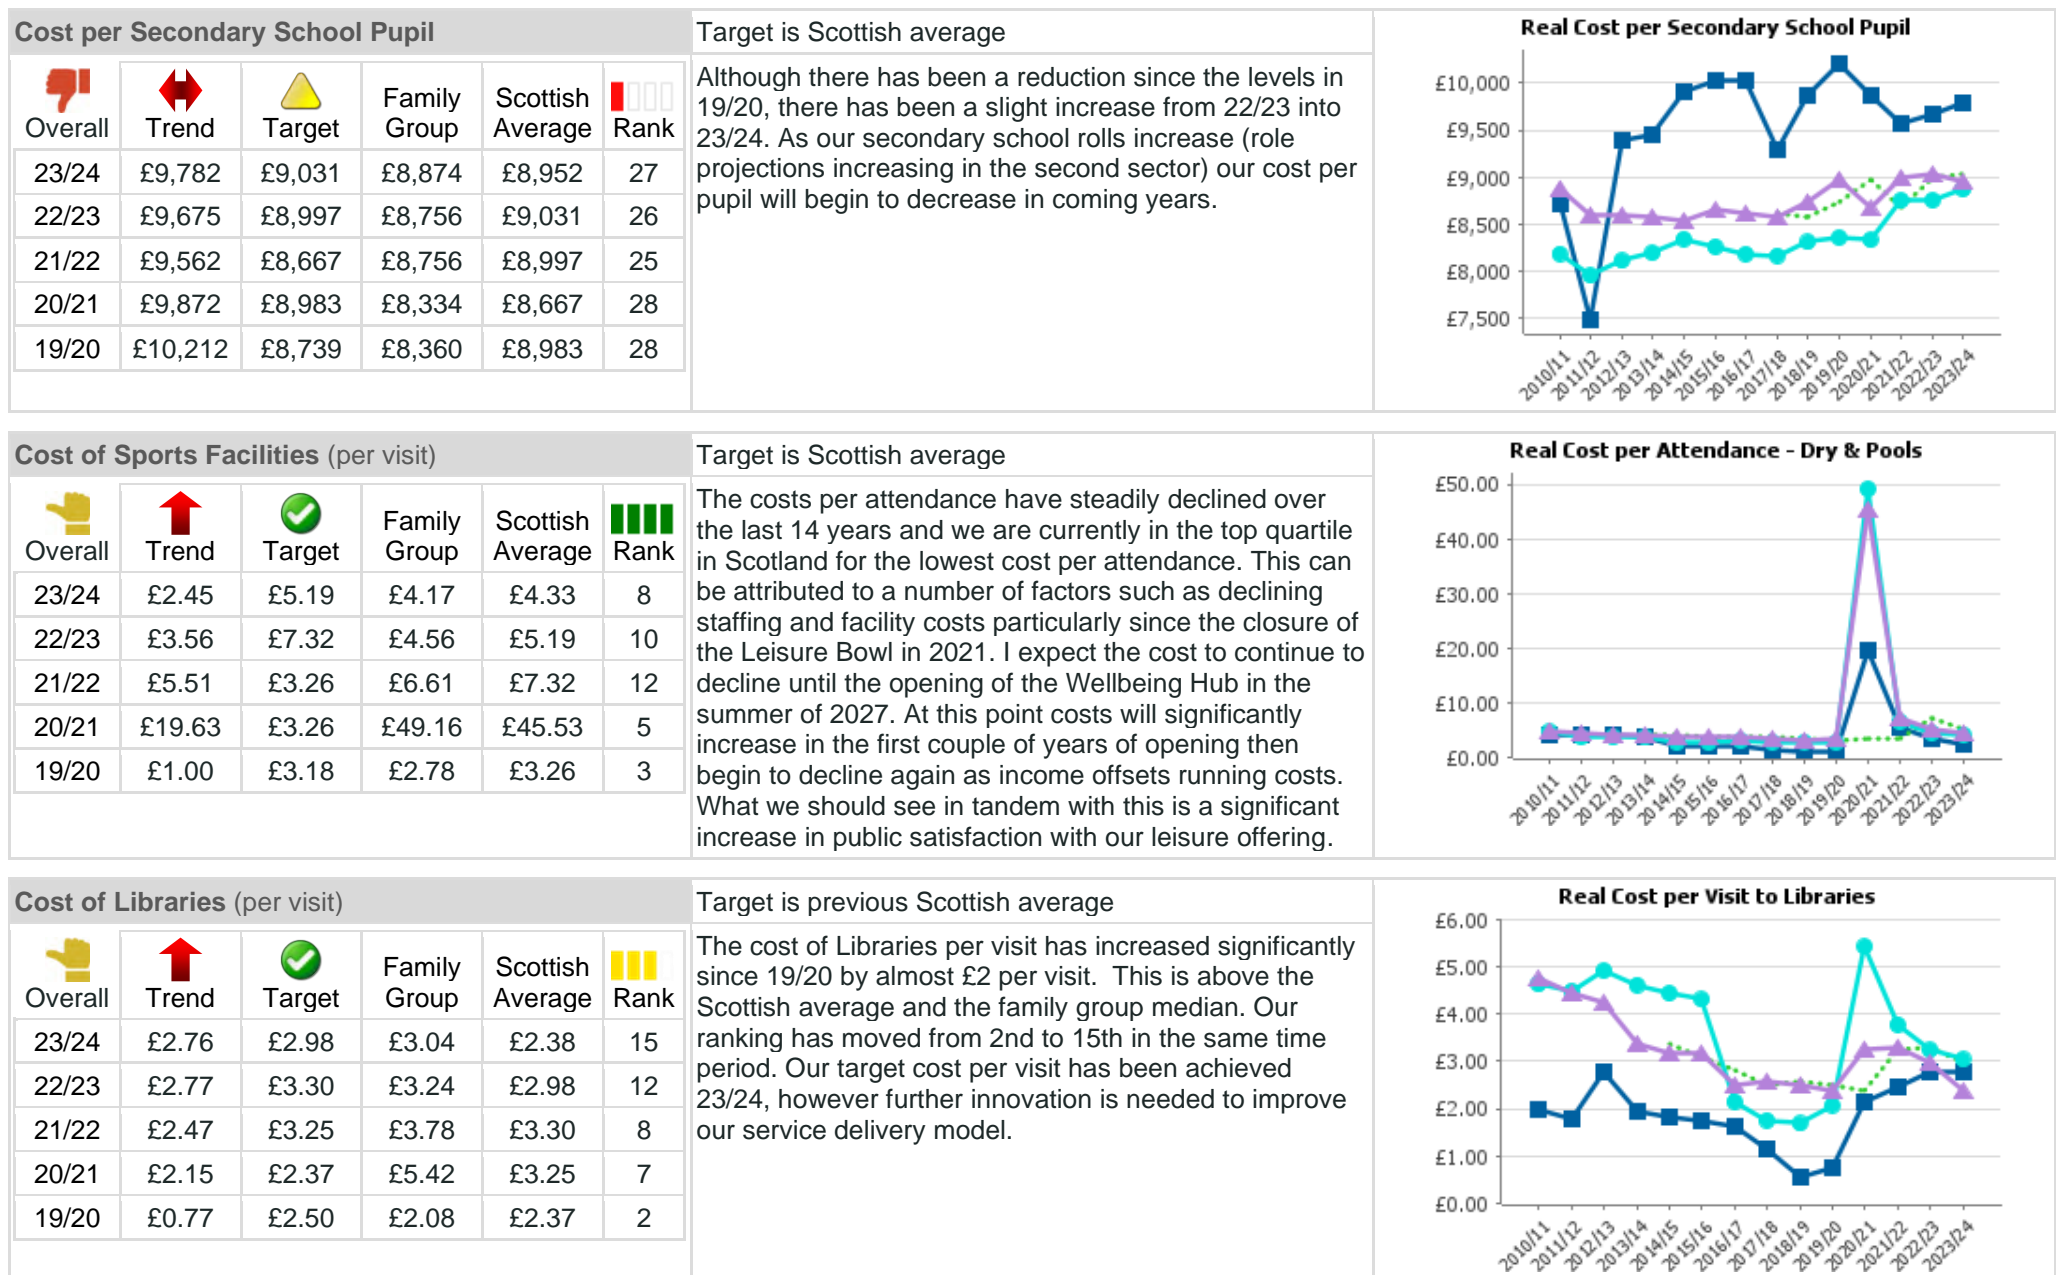 Cost per Secondary School Pupil
Target is Scottish average
Overall Trend Target Family Group Scottish Average Rank
23/24 £9,782 £9,031 £8,874 £8,952 27
22/23 £9,675 £8,997 £8,756 £9,031 26
21/22 £9,562 £8,667 £8,756 £8,997 25
20/21 £9,872 £8,983 £8,334 £8,667 28
19/20 £10,212 £8,739 £8,360 £8,983 28
Although there has been a reduction since the levels in
19/20, there has been a slight increase from 22/23 into
23/24. As our secondary school rolls increase (role
projections increasing in the second sector) our cost per
pupil will begin to decrease in coming years.
Real Cost per Secondary School Pupil
£10,000
£9,500
£9,000
£8,500
£8,000
£7,500
2010/11 2011/12 2012/13 2013/14 2014/15 2015/16 2016/17 2017/18 2018/19 2019/20 2020/21 2021/22 2022/23 2023/24
Cost of Sports Facilities (per visit)
Target is Scottish average
Overall Trend Target Family Group Scottish Average Rank
23/24 £2.45 £5.19 £4.17 £4.33 8
22/23 £3.56 £7.32 £4.56 £5.19 10
21/22 £5.51 £3.26 £6.61 £7.32 12
20/21 £19.63 £3.26 £49.16 £45.53 5
19/20 £1.00 £3.18 £2.78 £3.26 3
The costs per attendance have steadily declined over
the last 14 years and we are currently in the top quartile
in Scotland for the lowest cost per attendance. This can
be attributed to a number of factors such as declining
staffing and facility costs particularly since the closure of
the Leisure Bowl in 2021. I expect the cost to continue to
decline until the opening of the Wellbeing Hub in the
summer of 2027. At this point costs will significantly
increase in the first couple of years of opening then
begin to decline again as income offsets running costs.
What we should see in tandem with this is a significant
increase in public satisfaction with our leisure offering.
Real Cost per Attendance - Dry & Pools
£50.00
£40.00
£30.00
£20.00
£10.00
£0.00
2010/11 2011/12 2012/13 2013/14 2014/15 2015/16 2016/17 2017/18 2018/19 2019/20 2020/21 2021/22 2022/23 2023/24
Cost of Libraries (per visit)
Target is previous Scottish average
Overall Trend Target Family Group Scottish Average Rank
23/24 £2.76 £2.98 £3.04 £2.38 15
22/23 £2.77 £3.30 £3.24 £2.98 12
21/22 £2.47 £3.25 £3.78 £3.30 8
20/21 £2.15 £2.37 £5.42 £3.25 7
19/20 £0.77 £2.50 £2.08 £2.37 2
The cost of Libraries per visit has increased significantly
since 19/20 by almost £2 per visit. This is above the
Scottish average and the family group median. Our
ranking has moved from 2nd to 15th in the same time
period. Our target cost per visit has been achieved
23/24, however further innovation is needed to improve
our service delivery model.
Real Cost per Visit to Libraries
£6.00
£5.00
£4.00
£3.00
£2.00
£1.00
£0.00
2010/11 2011/12 2012/13 2013/14 2014/15 2015/16 2016/17 2017/18 2018/19 2019/20 2020/21 2021/22 2022/23 2023/24